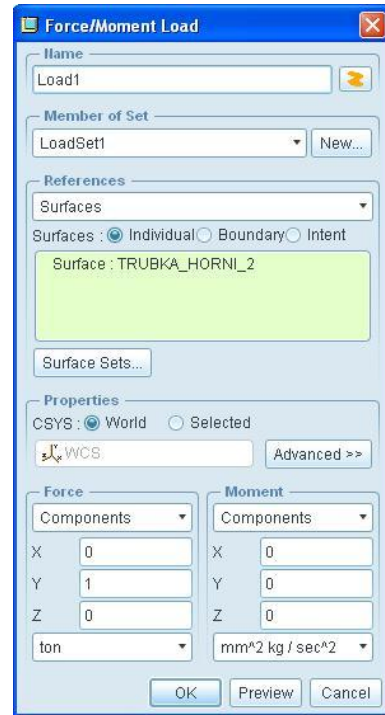 Force/Moment Load
Name
Load1
Member of Set
LoadSet1 New...
References
Surfaces
Surfaces : Individual Boundary Intent
Surface : TRUBKA_HORNI_2
Surface Sets...
Properties
CSYS : World Selected
WCS Advanced >>
Force Moment
Components Components
X 0 X 0
Y 1 Y 0
Z 0 Z 0
ton mm^2 kg / sec^2
OK Preview Cancel